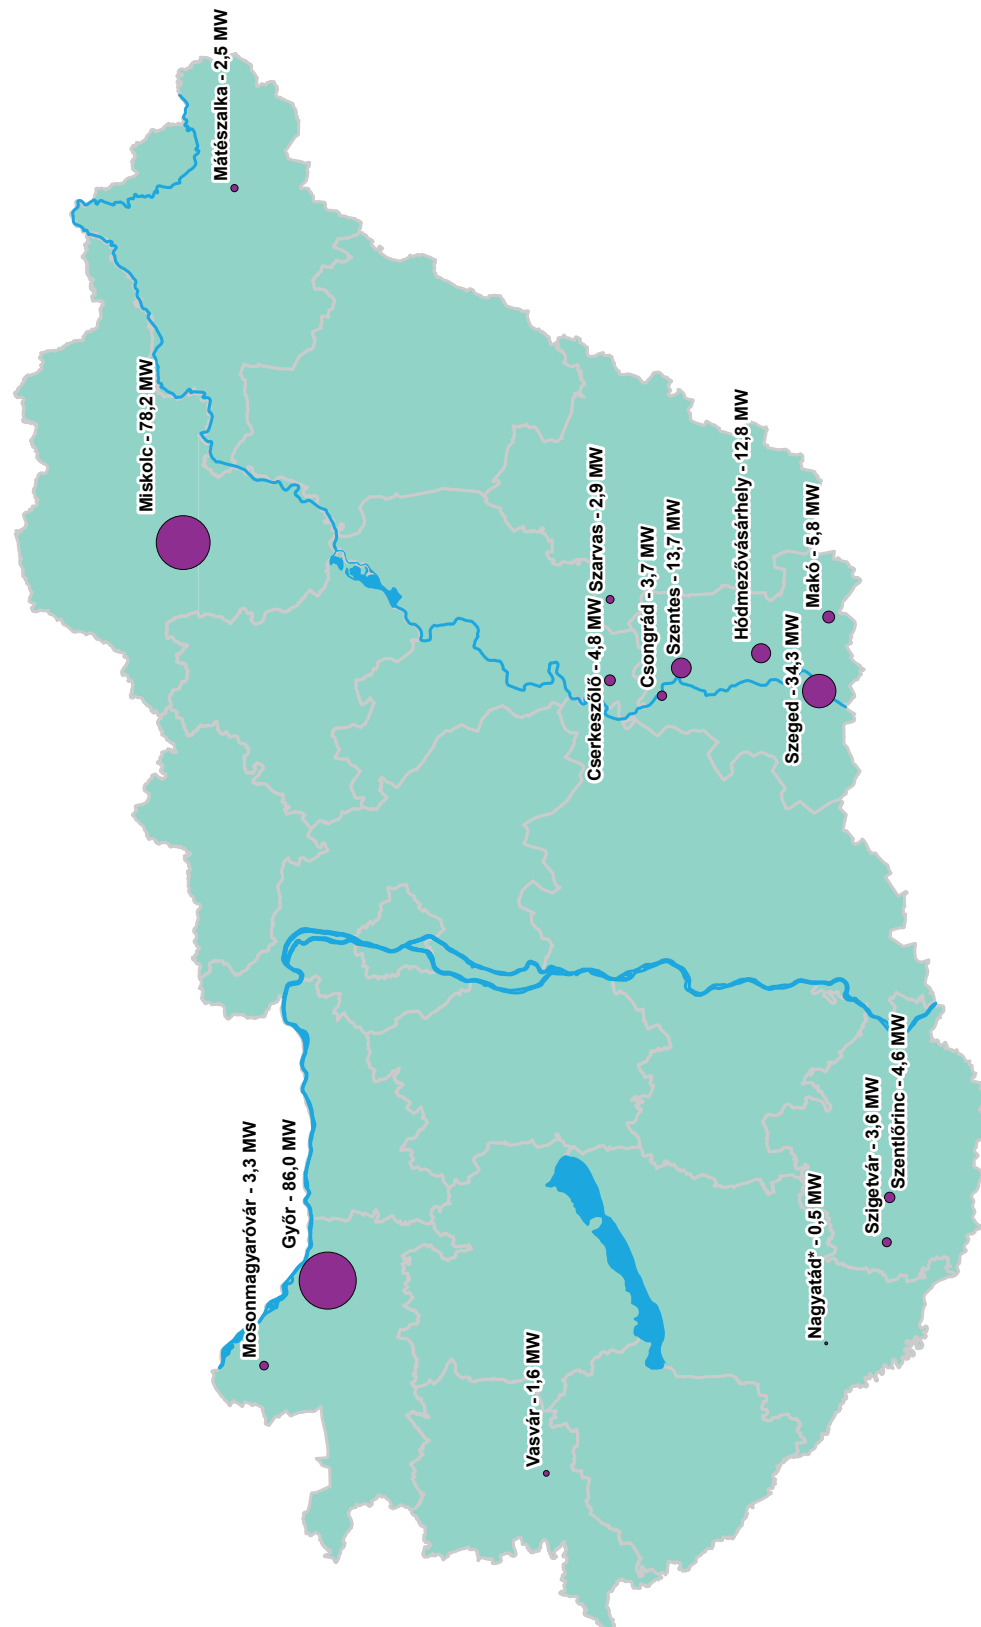 Mátészalka - 2,5 MW
Miskolc - 78,2 MW
Mosonmagyaróvár - 3,3 MW
Győr - 86,0 MW
Vasvár - 1,6 MW
Cserkeszőlő - 4,8 MW
Szarvas - 2,9 MW
Csongrád - 3,7 MW
Szentes - 13,7 MW
Hódmezővásárhely - 12,8 MW
Szeged - 34,3 MW
Makó - 5,8 MW
Nagyatád* - 0,5 MW
Szigetvár - 3,6 MW
Szentlőrinc - 4,6 MW